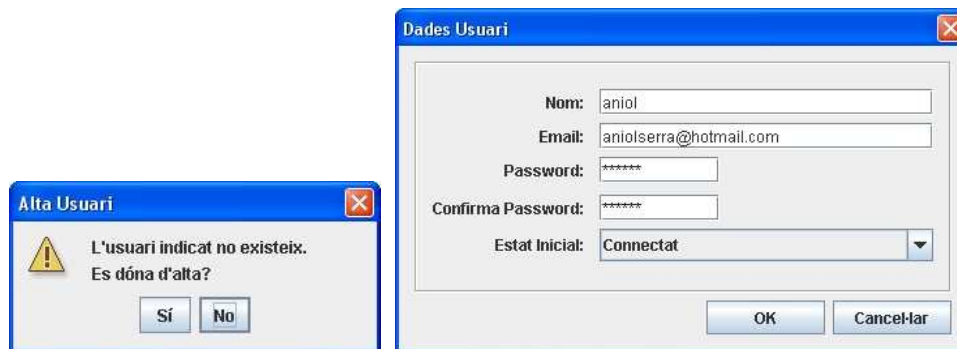 Alta Usuari
L'usuari indicat no existeix.
Es dóna d'alta?
Sí
No
Dades Usuari
Nom: aniol
Email: aniolserra@hotmail.com
Password: ******
Confirma Password: ******
Estat Inicial: Connectat
OK
Cancel·lar